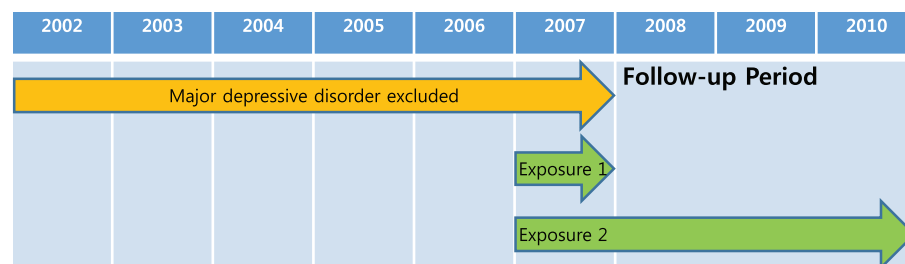 2002 2003 2004 2005 2006 2007 2008 2009 2010
Follow-up Period
Major depressive disorder excluded
Exposure 1
Exposure 2